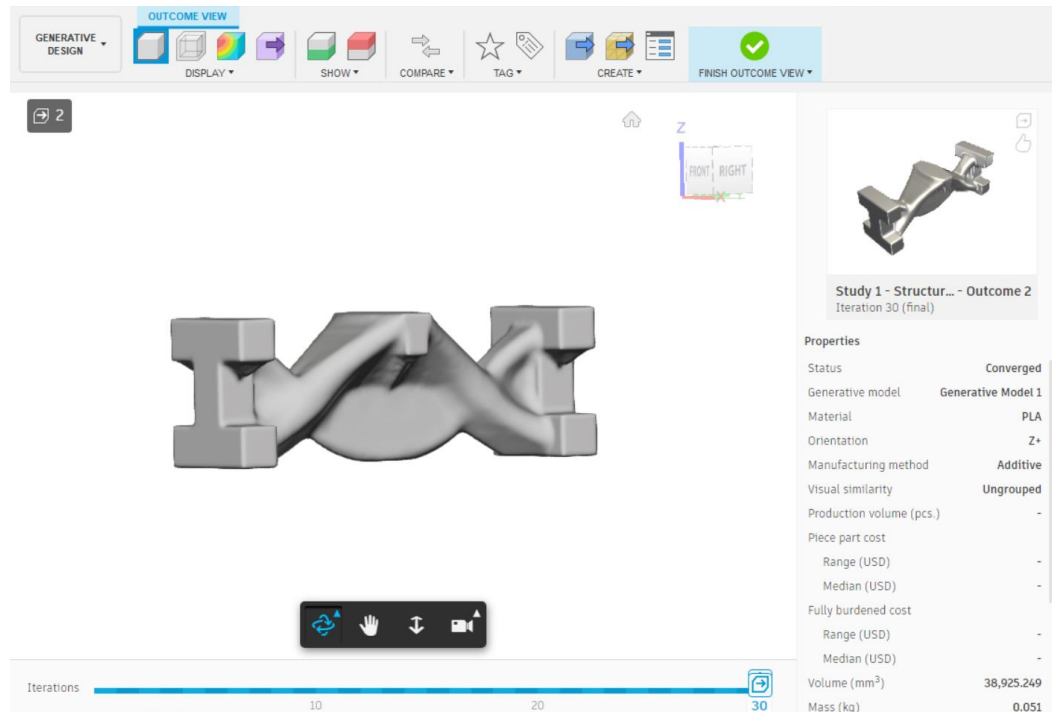 OUTCOME VIEW
GENERATIVE
DESIGN
DISPLAY
SHOW
COMPARE
TAG
CREATE
FINISH OUTCOME VIEW
2
Z
FRONT
RIGHT
X
Study 1 - Structur... - Outcome 2
Iteration 30 (final)
Properties
Status Converged
Generative model Generative Model 1
Material PLA
Orientation Z+
Manufacturing method Additive
Visual similarity Ungrouped
Production volume (pcs.) -
Piece part cost
Range (USD) -
Median (USD) -
Fully burdened cost
Range (USD) -
Median (USD) -
Volume (mm³) 38,925.249
Mass (kg) 0.051
Iterations
10 20 30